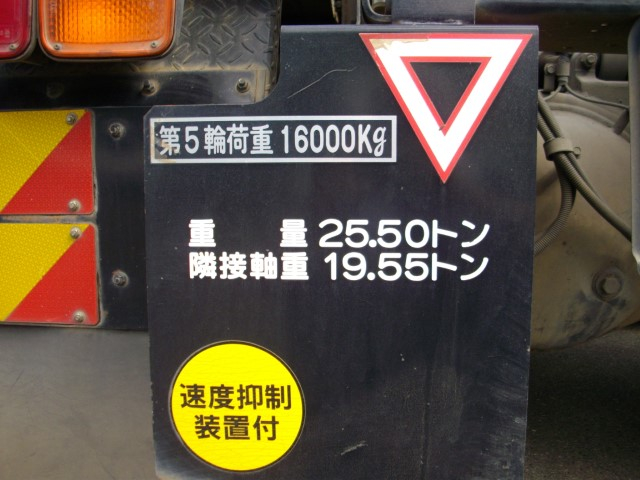 第5輪荷重 16000Kg
重　　量 25.50トン
隣接軸重 19.55トン
速度抑制
装置付